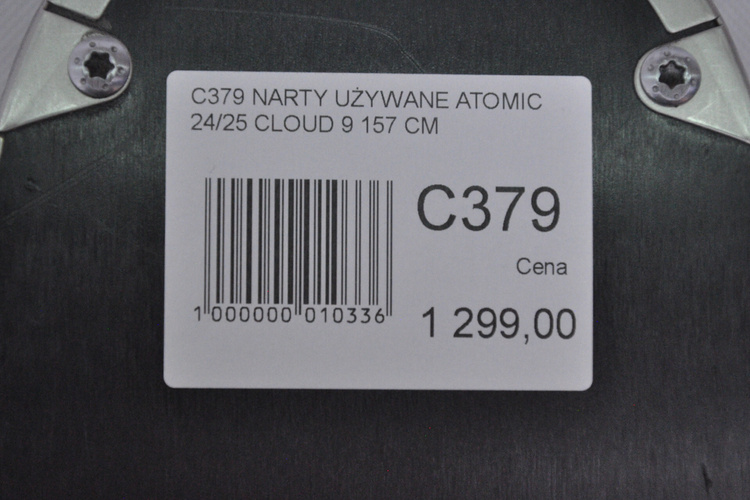 C379 NARTY UŻYWANE ATOMIC
24/25 CLOUD 9 157 CM
C379
Cena
1 299,00
1 000000 010336